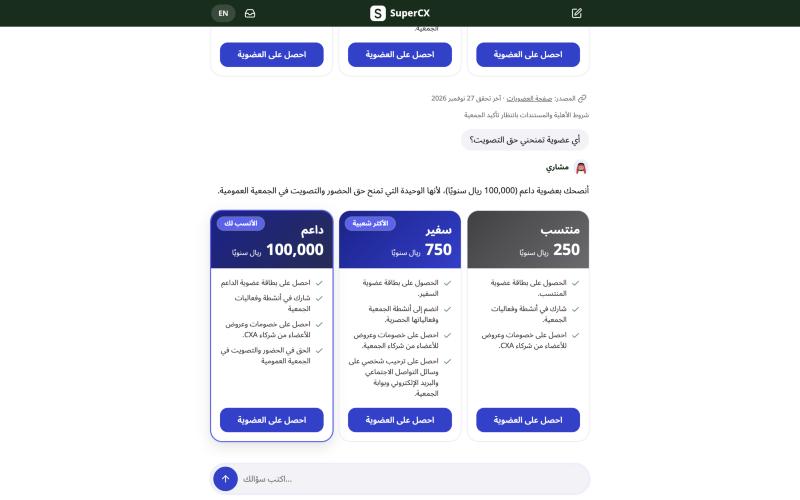 EN
SuperCX
الجمعية.
احصل على العضوية
احصل على العضوية
احصل على العضوية
المصدر: صفحة العضويات · آخر تحقق 27 نوفمبر 2026
شروط الأهلية والمستندات بانتظار تأكيد الجمعية
أي عضوية تمنحني حق التصويت؟
مشاري
أنصحك بعضوية داعم (100,000 ريال سنويًا)، لأنها الوحيدة التي تمنح حق الحضور والتصويت في الجمعية العمومية.
منتسب
250 ريال سنويًا
الحصول على بطاقة عضوية
المنتسب.
شارك في أنشطة وفعاليات
الجمعية.
احصل على خصومات وعروض
للأعضاء من شركاء CXA.
احصل على العضوية
الأكثر شعبية
سفير
750 ريال سنويًا
الحصول على بطاقة عضوية
السفير.
انضم إلى أنشطة الجمعية
وفعالياتها الحصرية.
احصل على خصومات وعروض
للأعضاء من شركاء الجمعية.
احصل على ترحيب شخصي على
وسائل التواصل الاجتماعي
والبريد الإلكتروني وبوابة
الجمعية.
احصل على العضوية
الأنسب لك
داعم
100,000 ريال سنويًا
احصل على بطاقة عضوية الداعم
شارك في أنشطة وفعاليات
الجمعية
احصل على خصومات وعروض
للأعضاء من شركاء CXA.
الحق في الحضور والتصويت في
الجمعية العمومية
احصل على العضوية
اكتب سؤالك...